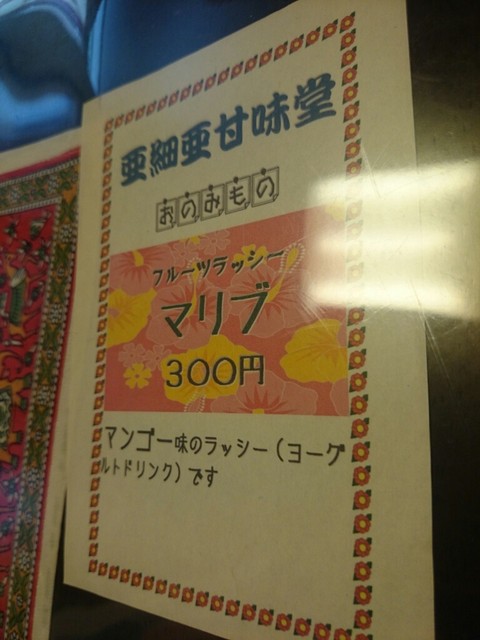 亜細亜甘味堂
おのみもの
フルーツラッシー
マリブ
300円
マンゴー味のラッシー（ヨーグ
ルトドリンク）です